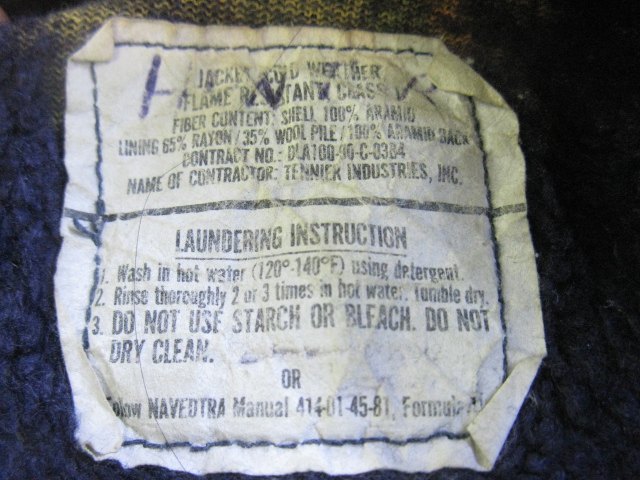 JACKET, COLD WEATHER
FLAME RESISTANT, CLASS
FIBER CONTENT: SHELL 100% ARAMID
LINING 65% RAYON/35% WOOL PILE/100% ARAMID BACK
CONTRACT NO.: DLA100-90-C-0384
NAME OF CONTRACTOR: TENNIER INDUSTRIES, INC.
LAUNDERING INSTRUCTION
1. Wash in hot water (120°-140°F) using detergent.
2. Rinse thoroughly 2 or 3 times in hot water, tumble dry.
3. DO NOT USE STARCH OR BLEACH. DO NOT
DRY CLEAN.
OR
NAVEDTRA Manual 414-01-45-81, Formula